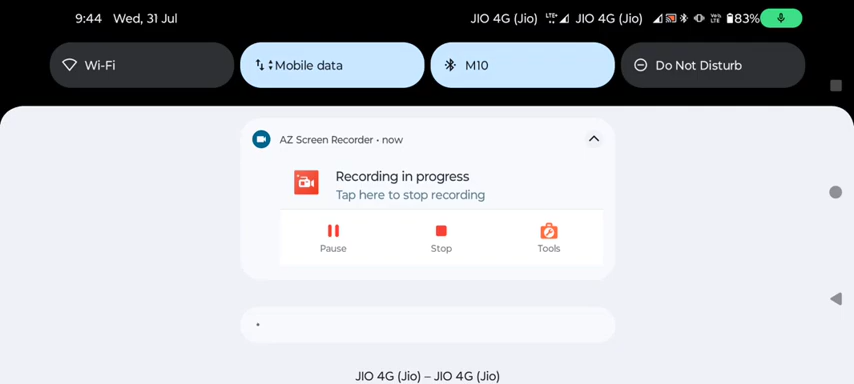 9:44 Wed, 31 Jul JIO 4G (Jio) LTE+ JIO 4G (Jio) VoLTE 83%
Wi-Fi Mobile data M10 Do Not Disturb
AZ Screen Recorder • now
Recording in progress
Tap here to stop recording
Pause Stop Tools
JIO 4G (Jio) – JIO 4G (Jio)